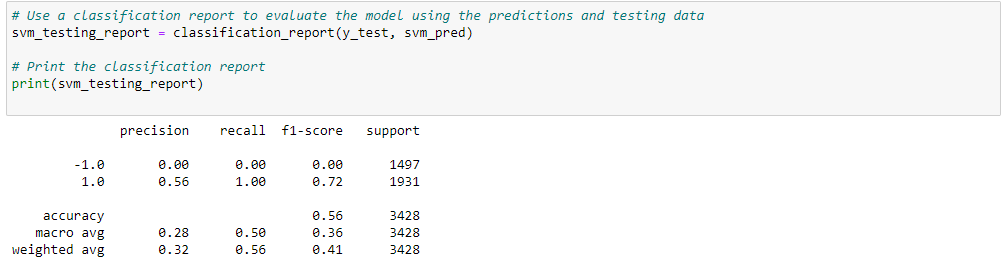 # Use a classification report to evaluate the model using the predictions and testing data
svm_testing_report = classification_report(y_test, svm_pred)
# Print the classification report
print(svm_testing_report)
precision recall f1-score support
-1.0 0.00 0.00 0.00 1497
1.0 0.56 1.00 0.72 1931
accuracy 0.56 3428
macro avg 0.28 0.50 0.36 3428
weighted avg 0.32 0.56 0.41 3428